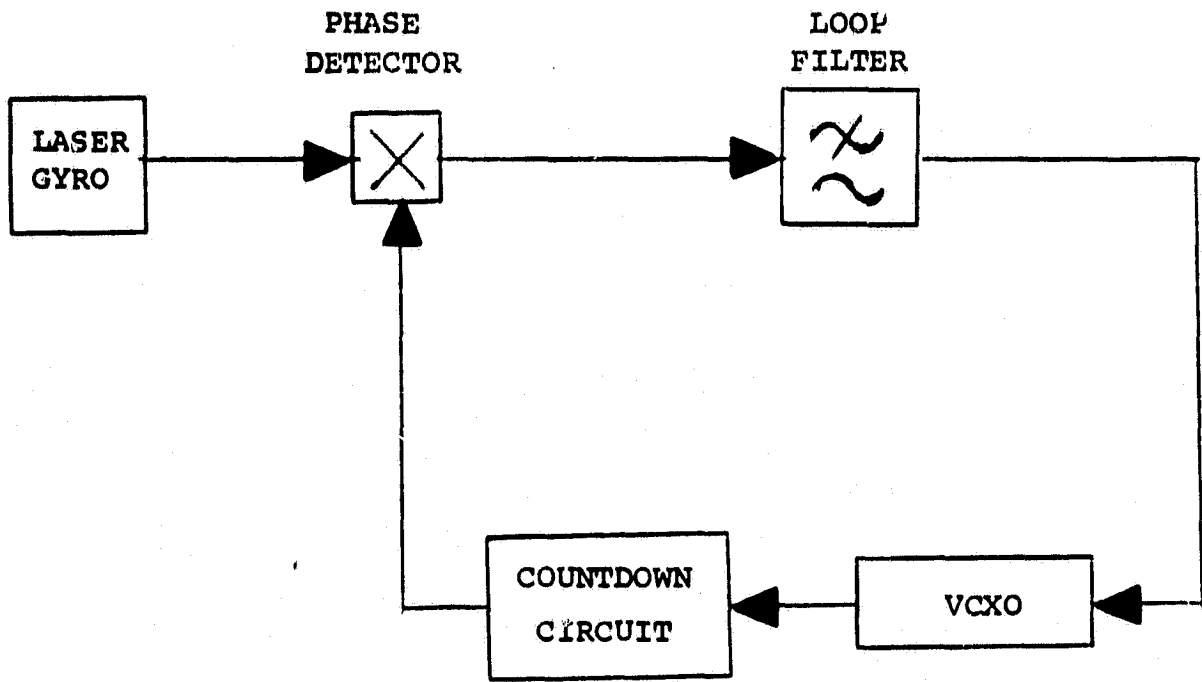 PHASE
DETECTOR
LOOP
FILTER
LASER
GYRO
COUNTDOWN
CIRCUIT
VCXO